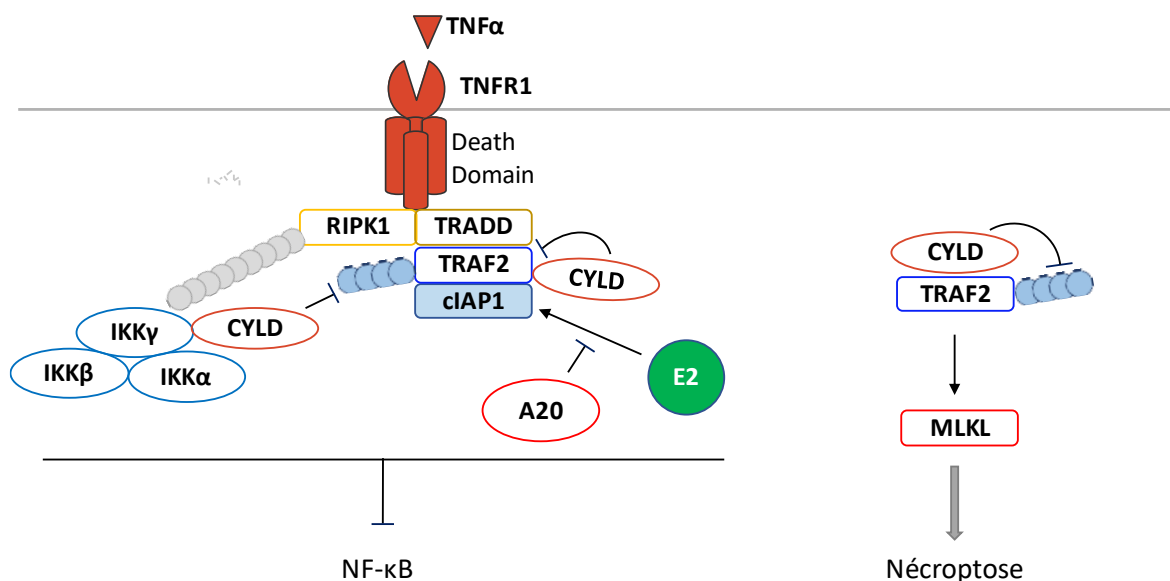 TNFα
TNFR1
Death
Domain
RIPK1
TRADD
TRAF2
CYLD
cIAP1
IKKγ
CYLD
IKKβ
IKKα
A20
E2
NF-κB
CYLD
TRAF2
MLKL
Nécroptose